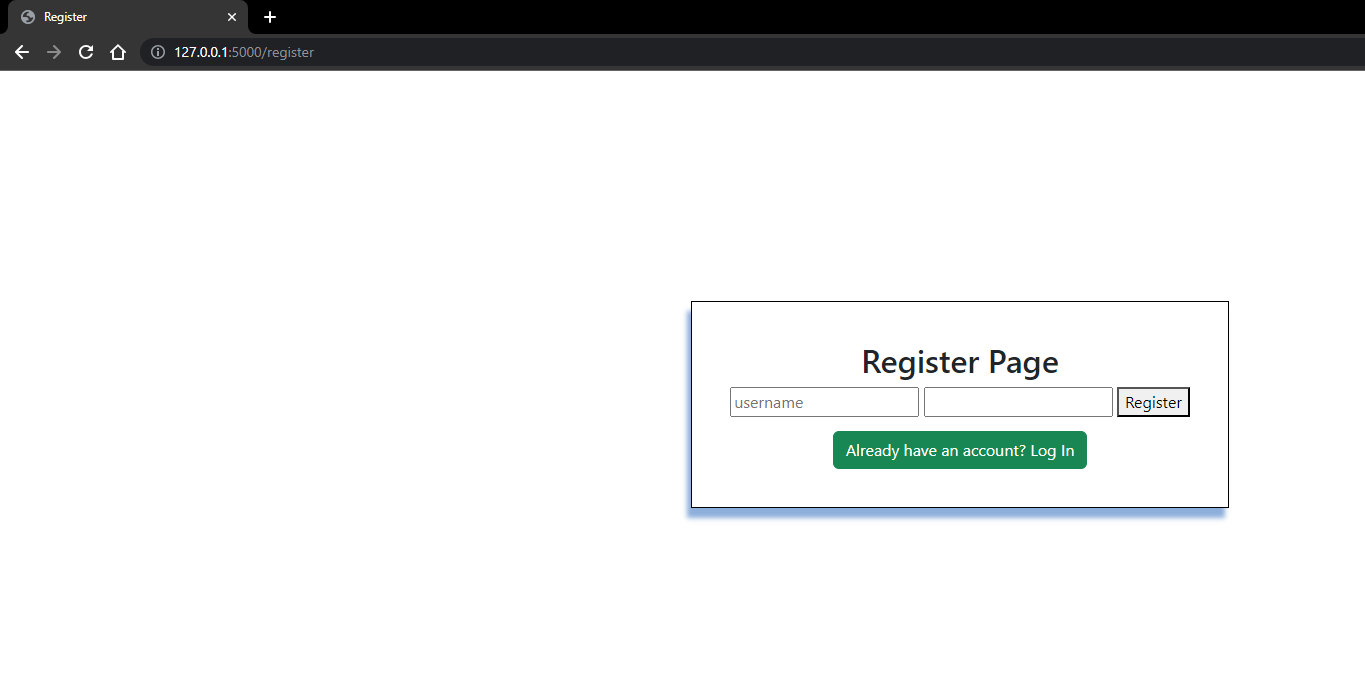 Register
127.0.0.1:5000/register
Register Page
username Register
Already have an account? Log In